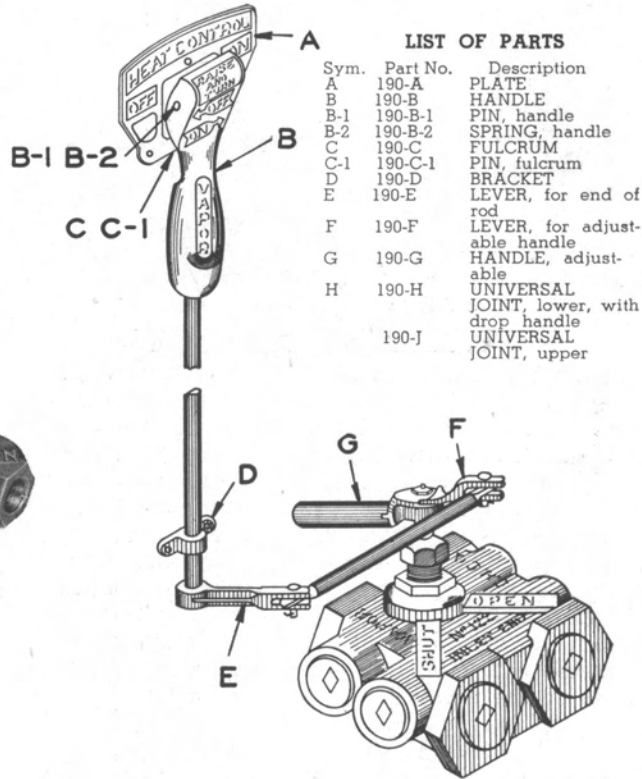 A
HEAT CONTROL
OFF
ON
RAISE
AND
TURN
OFF
ON
B-1 B-2
B
C C-1
VAPOR
LIST OF PARTS
Sym. Part No. Description
A 190-A PLATE
B 190-B HANDLE
B-1 190-B-1 PIN, handle
B-2 190-B-2 SPRING, handle
C 190-C FULCRUM
C-1 190-C-1 PIN, fulcrum
D 190-D BRACKET
E 190-E LEVER, for end of
rod
F 190-F LEVER, for adjust-
able handle
G 190-G HANDLE, adjust-
able
H 190-H UNIVERSAL
JOINT, lower, with
drop handle
190-J UNIVERSAL
JOINT, upper
D
G
F
E
OPEN
SHUT
INLET